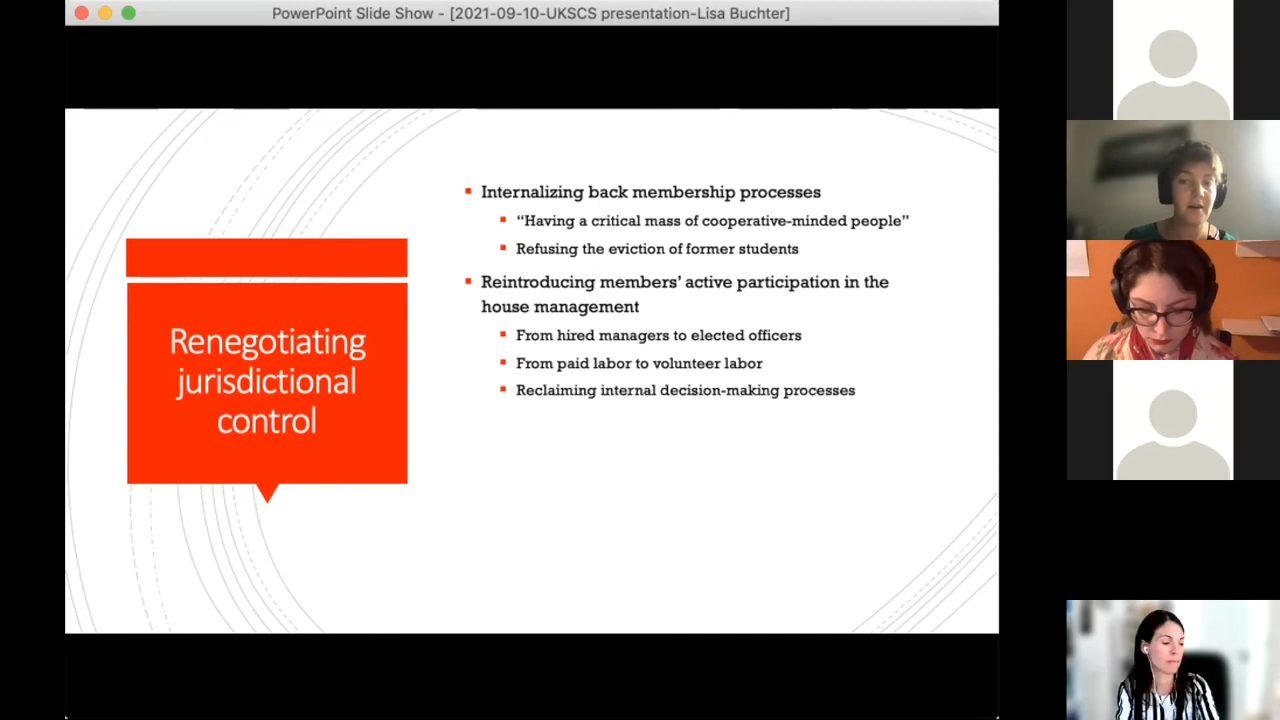 PowerPoint Slide Show - [2021-09-10-UKSCS presentation-Lisa Buchter]
Renegotiating
jurisdictional
control
Internalizing back membership processes
“Having a critical mass of cooperative-minded people”
Refusing the eviction of former students
Reintroducing members’ active participation in the
house management
From hired managers to elected officers
From paid labor to volunteer labor
Reclaiming internal decision-making processes